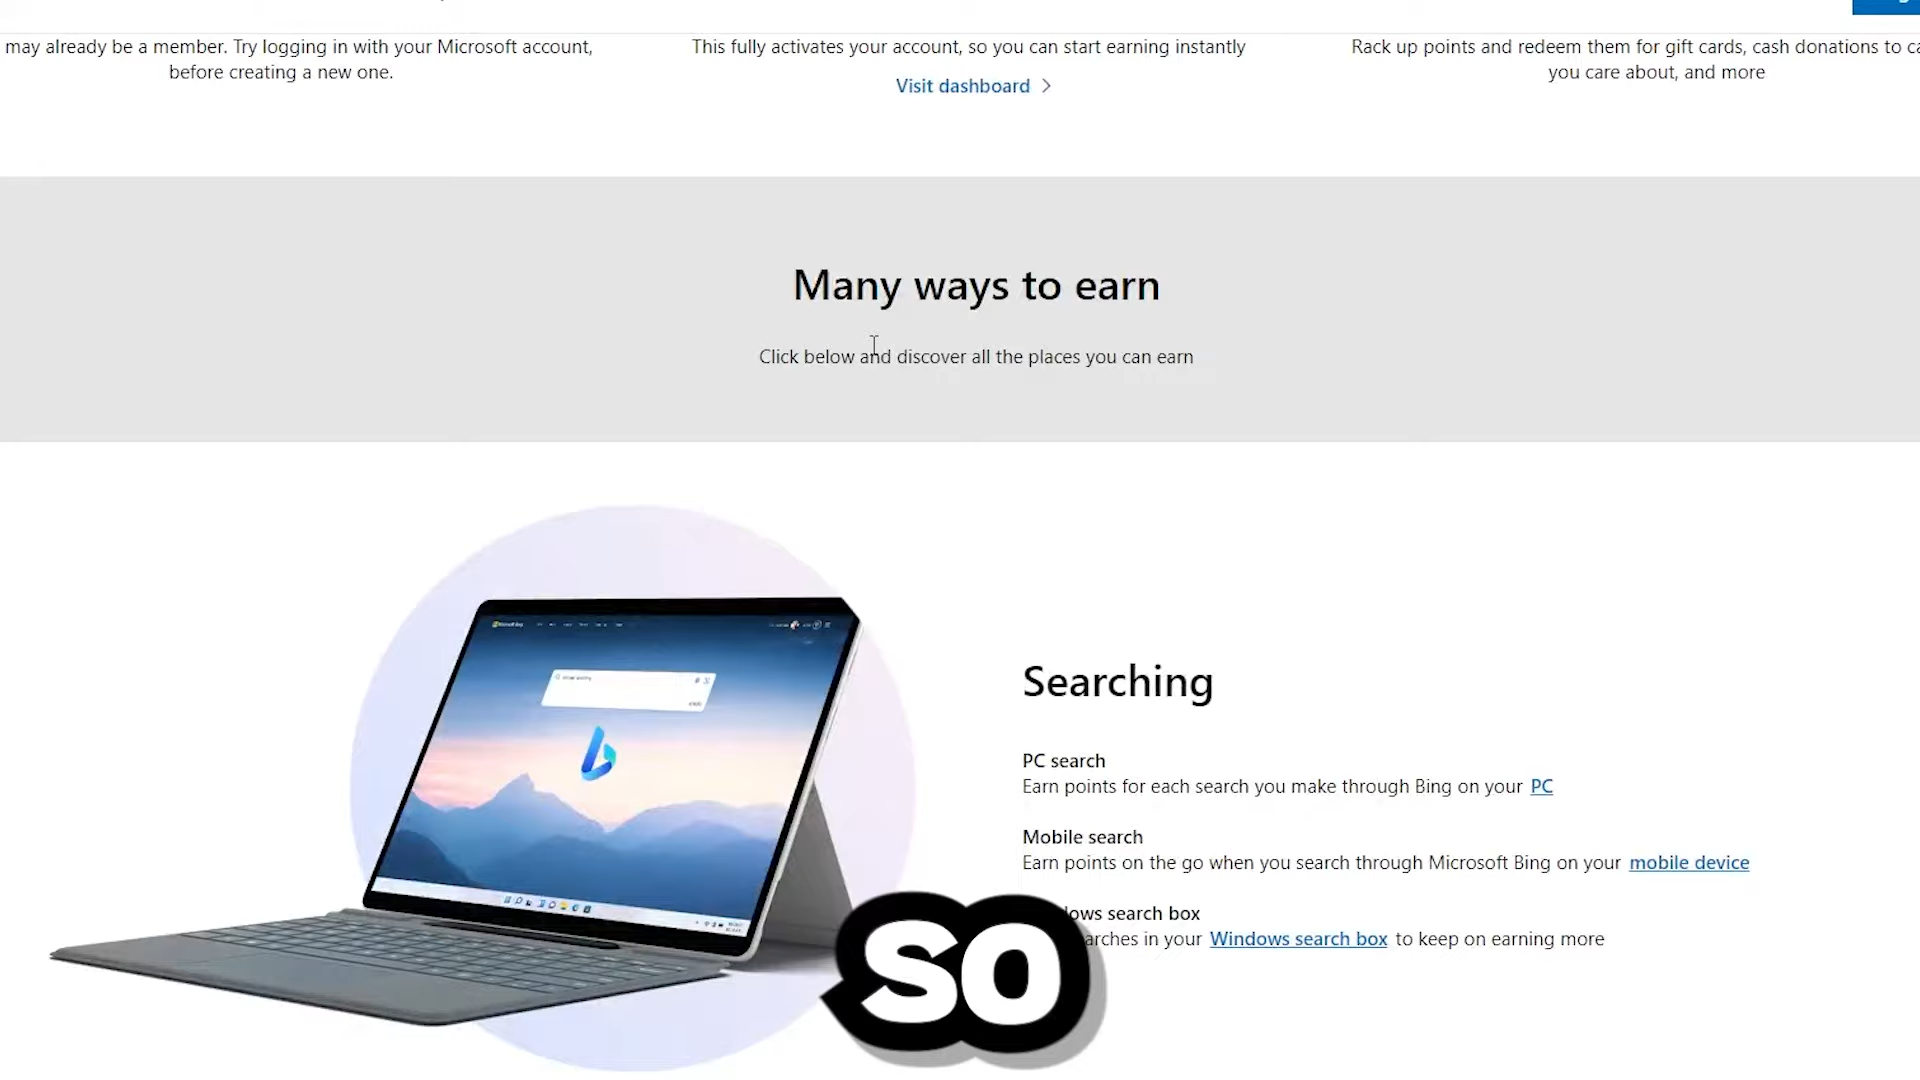 may already be a member. Try logging in with your Microsoft account,
before creating a new one.
This fully activates your account, so you can start earning instantly
Visit dashboard
Rack up points and redeem them for gift cards, cash donations to
you care about, and more
Many ways to earn
Click below and discover all the places you can earn
Searching
PC search
Earn points for each search you make through Bing on your PC
Mobile search
Earn points on the go when you search through Microsoft Bing on your mobile device
search box
in your Windows search box to keep on earning more
SO